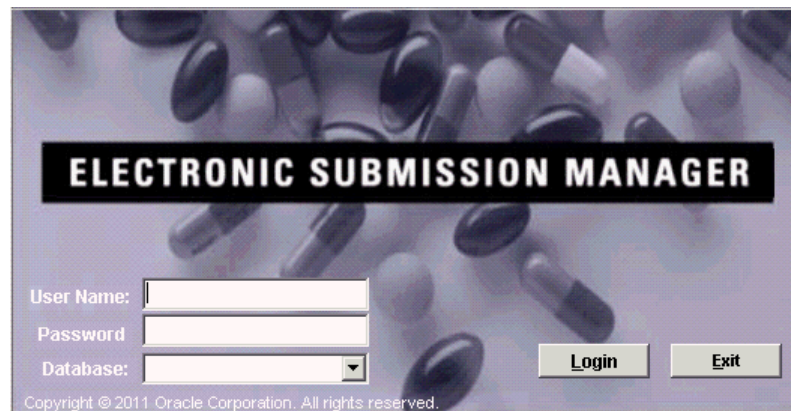 ELECTRONIC SUBMISSION MANAGER
User Name:
Password
Database:
Login
Exit
Copyright © 2011 Oracle Corporation. All rights reserved.